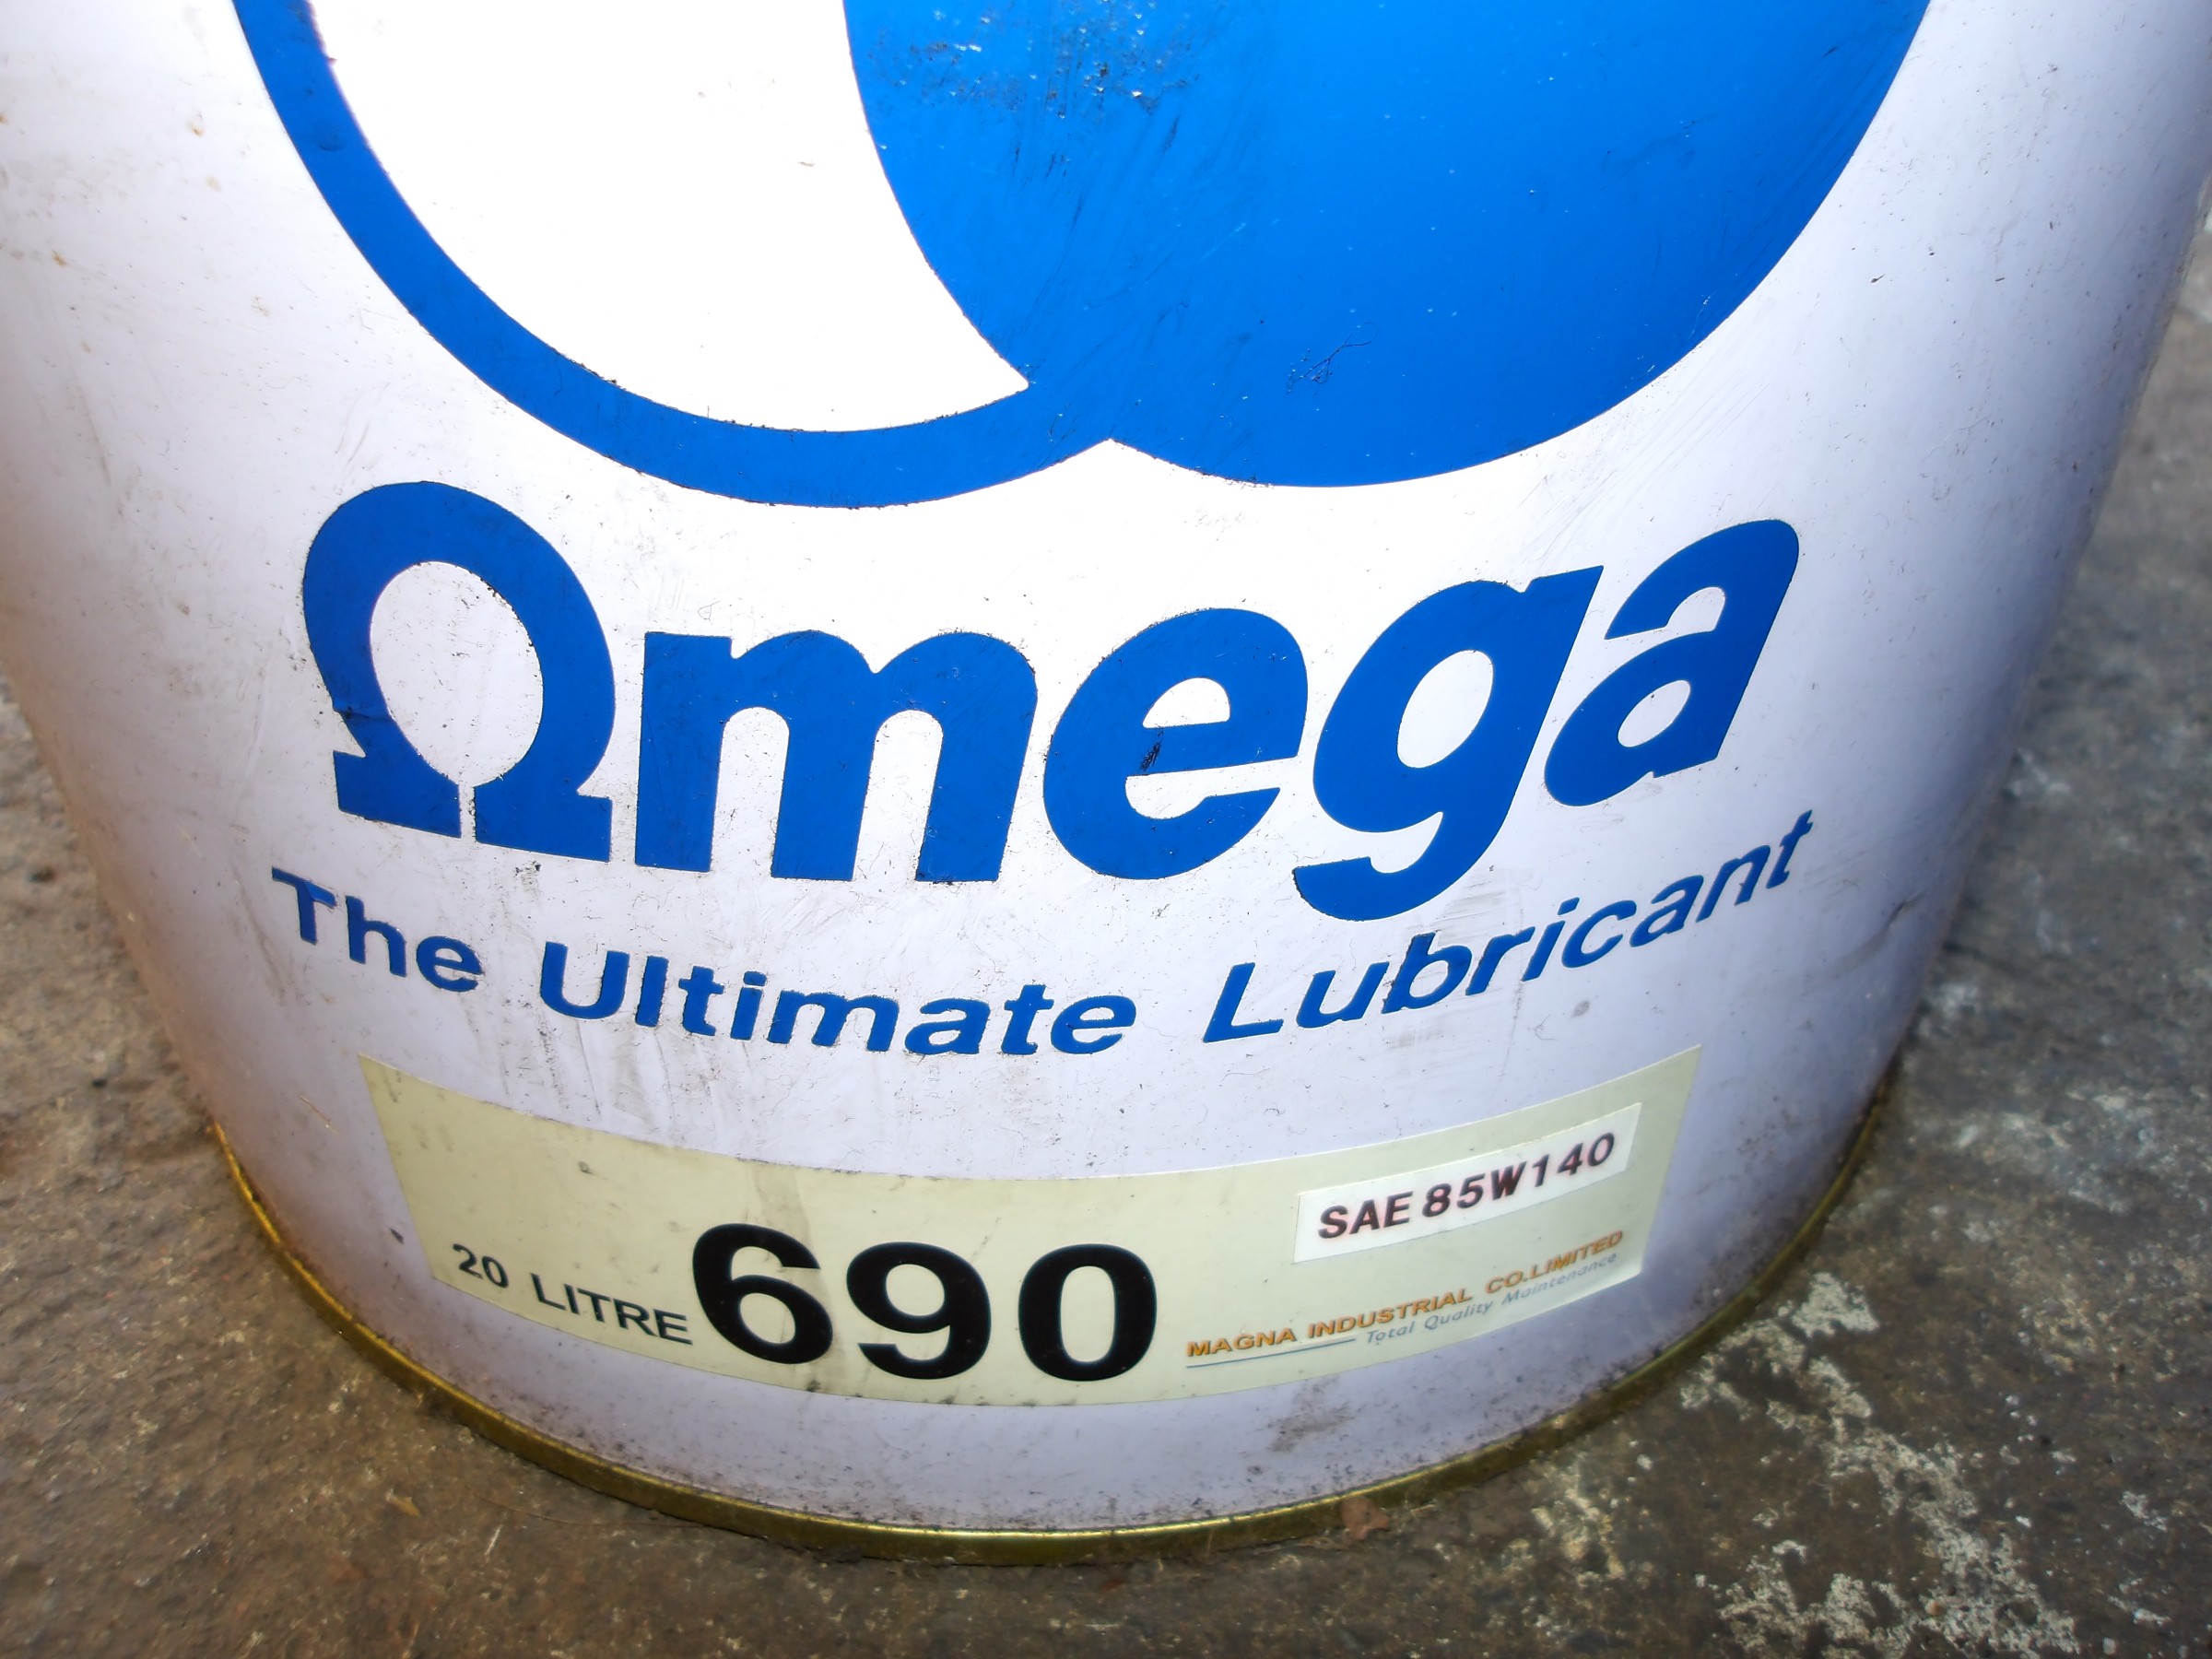 Ωmega
The Ultimate Lubricant
SAE 85W140
20 LITRE 690
MAGNA INDUSTRIAL CO.LIMITED
Total Quality Maintenance